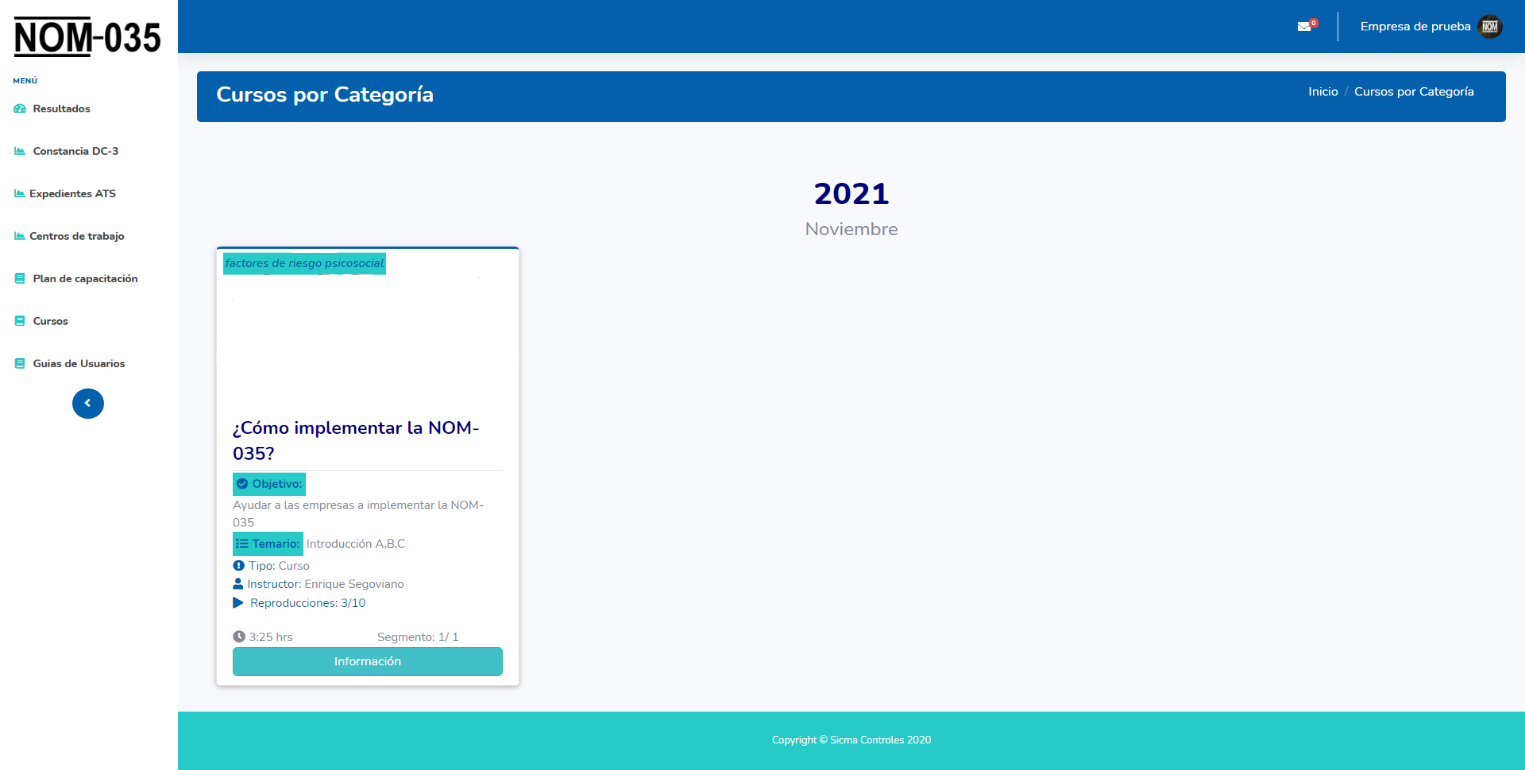 NOM-035
0
Empresa de prueba
NOM
MENÚ
Resultados
Constancia DC-3
Expedientes ATS
Centros de trabajo
Plan de capacitación
Cursos
Guias de Usuarios
Cursos por Categoría
Inicio / Cursos por Categoría
2021
Noviembre
factores de riesgo psicosocial
¿Cómo implementar la NOM-
035?
Objetivo:
Ayudar a las empresas a implementar la NOM-
035
Temario: Introducción A,B,C
Tipo: Curso
Instructor: Enrique Segoviano
Reproducciones: 3/10
3:25 hrs Segmento: 1/ 1
Información
Copyright © Sicma Controles 2020